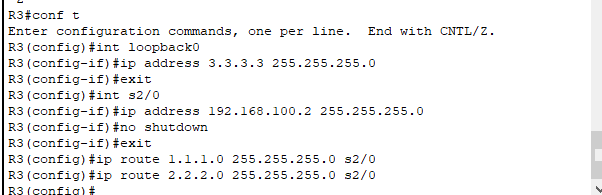 R3#conf t
Enter configuration commands, one per line.  End with CNTL/Z.
R3(config)#int loopback0
R3(config-if)#ip address 3.3.3.3 255.255.255.0
R3(config-if)#exit
R3(config)#int s2/0
R3(config-if)#ip address 192.168.100.2 255.255.255.0
R3(config-if)#no shutdown
R3(config-if)#exit
R3(config)#ip route 1.1.1.0 255.255.255.0 s2/0
R3(config)#ip route 2.2.2.0 255.255.255.0 s2/0
R3(config)#